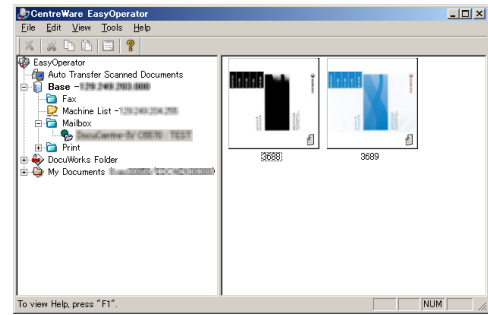 CentreWare EasyOperator
File Edit View Tools Help
EasyOperator
Auto Transfer Scanned Documents
Base -
Fax
Machine List -
Mailbox
Print
DocuWorks Folder
My Documents
3688 3689
To view Help, press "F1".
NUM